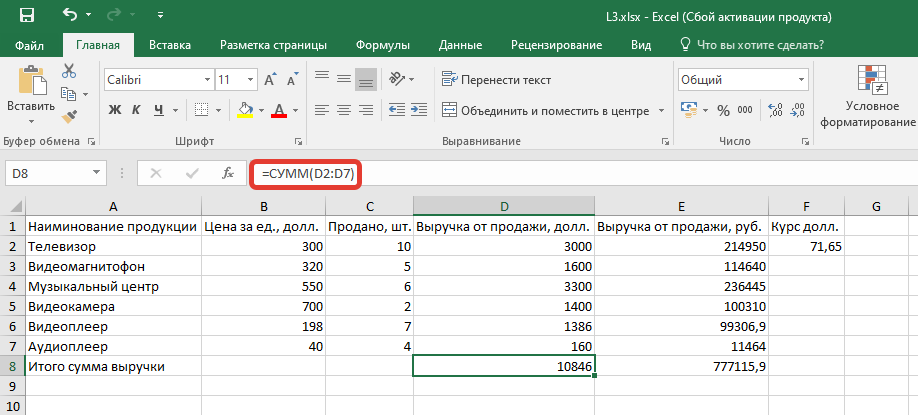 L3.xlsx - Excel (Сбой активации продукта)
Файл Главная Вставка Разметка страницы Формулы Данные Рецензирование Вид Что вы хотите сделать?
Вставить
Calibri 11 A A
Ж К Ч А
Перенести текст
Объединить и поместить в центре
Общий
% 000 ,00 ,0
Условное
форматирование
Буфер обмена Шрифт Выравнивание Число
D8 fx =СУММ(D2:D7)
A B C D E F G
1 Наиминование продукции Цена за ед., долл. Продано, шт. Выручка от продажи, долл. Выручка от продажи, руб. Курс долл.
2 Телевизор 300 10 3000 214950 71,65
3 Видеомагнитофон 320 5 1600 114640
4 Музыкальный центр 550 6 3300 236445
5 Видеокамера 700 2 1400 100310
6 Видеоплеер 198 7 1386 99306,9
7 Аудиоплеер 40 4 160 11464
8 Итого сумма выручки 10846 777115,9
9
10